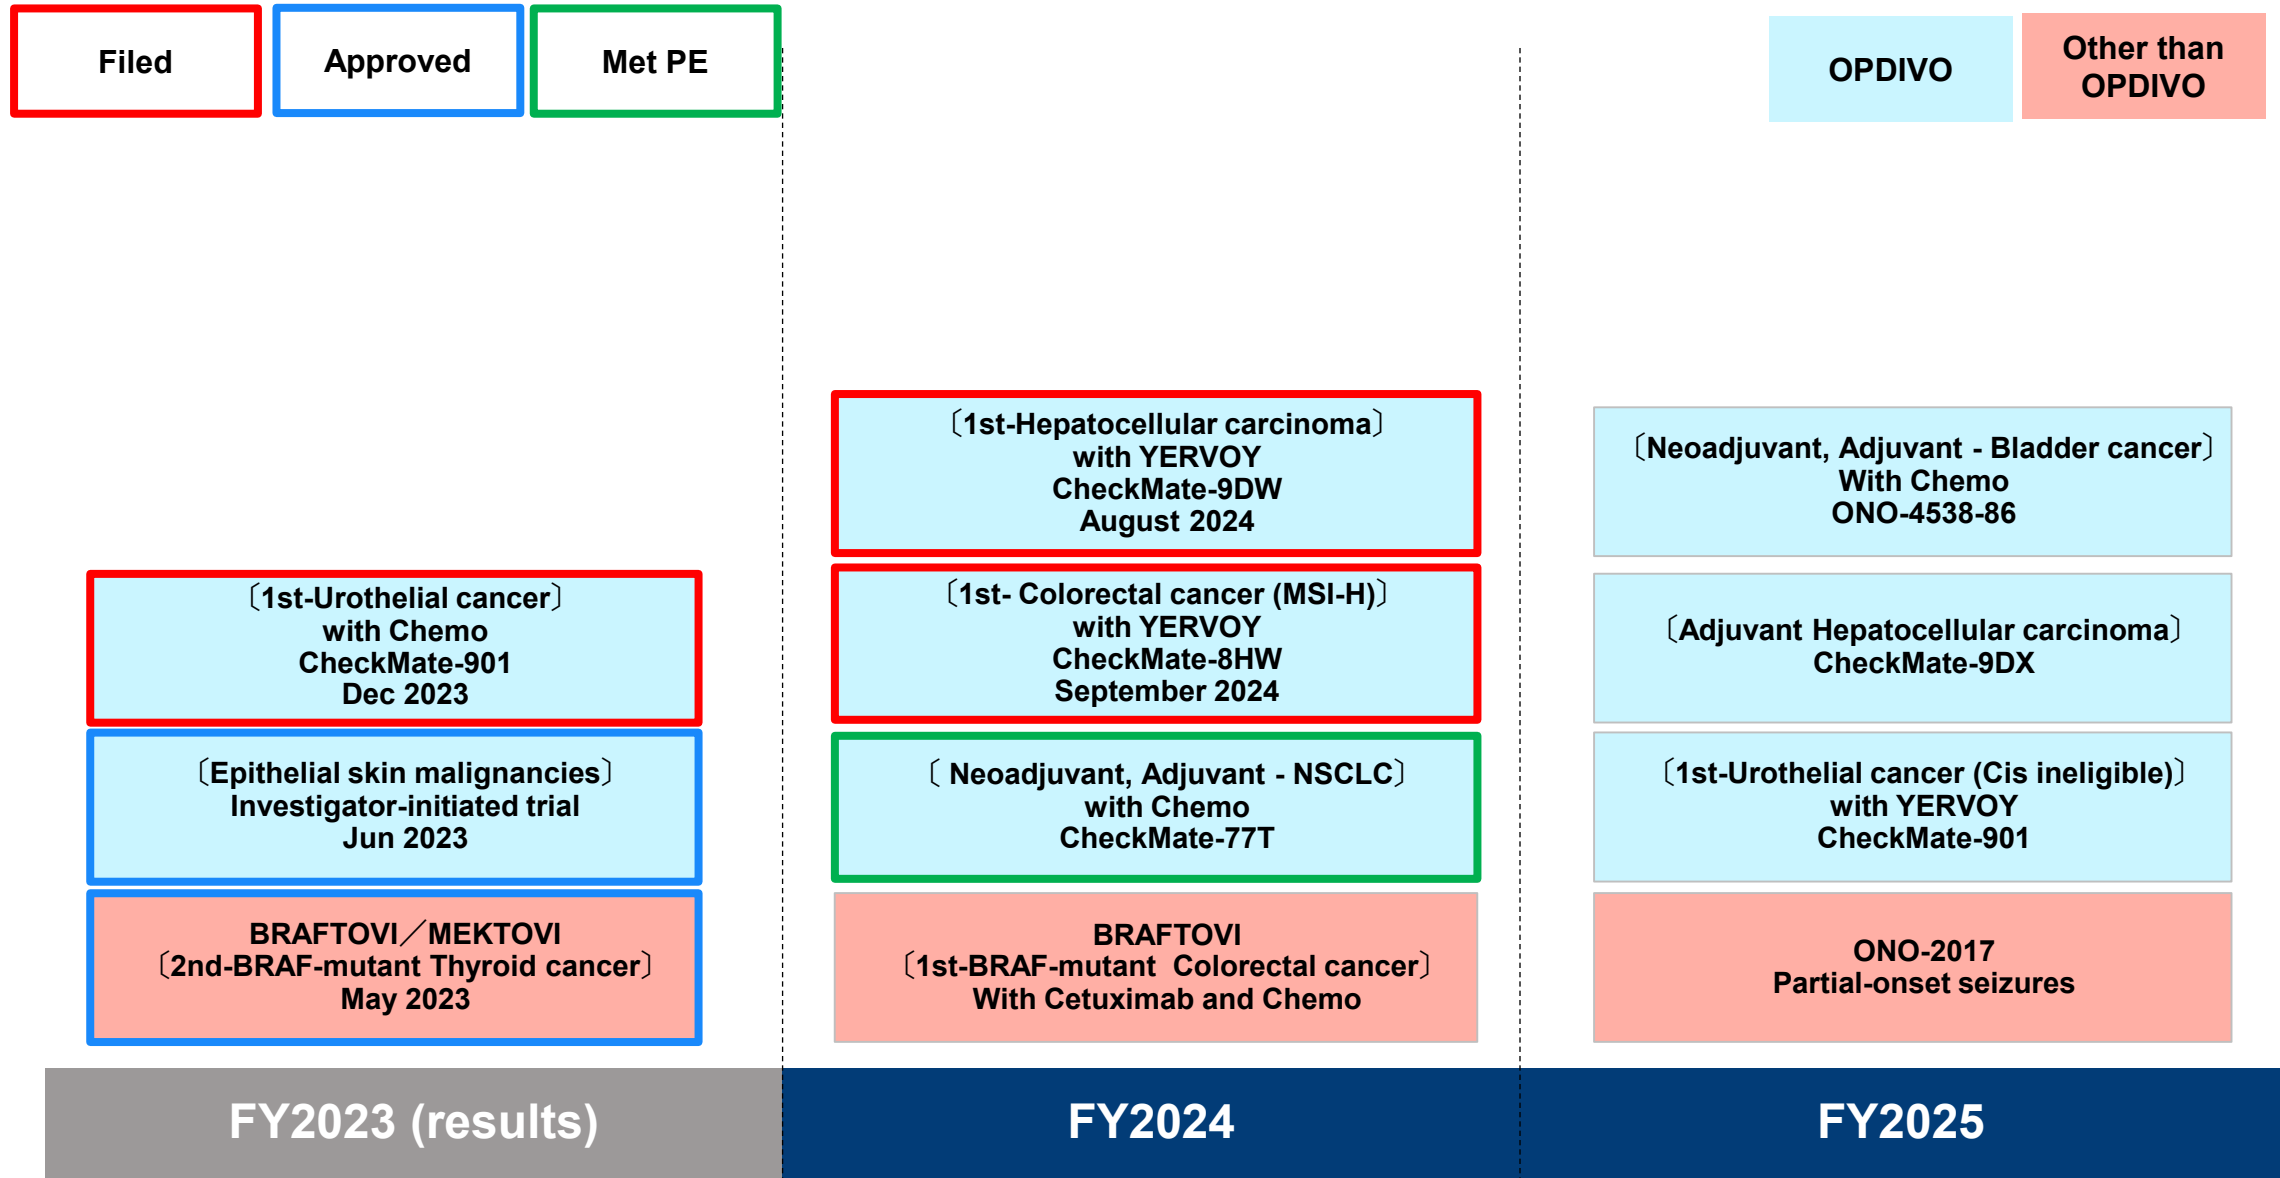 Filed
Approved
Met PE
OPDIVO
Other than
OPDIVO
〔1st-Urothelial cancer〕
with Chemo
CheckMate-901
Dec 2023
〔Epithelial skin malignancies〕
Investigator-initiated trial
Jun 2023
BRAFTOVI／MEKTOVI
〔2nd-BRAF-mutant Thyroid cancer〕
May 2023
〔1st-Hepatocellular carcinoma〕
with YERVOY
CheckMate-9DW
August 2024
〔1st- Colorectal cancer (MSI-H)〕
with YERVOY
CheckMate-8HW
September 2024
〔 Neoadjuvant, Adjuvant - NSCLC〕
with Chemo
CheckMate-77T
BRAFTOVI
〔1st-BRAF-mutant  Colorectal cancer〕
With Cetuximab and Chemo
〔Neoadjuvant, Adjuvant - Bladder cancer〕
With Chemo
ONO-4538-86
〔Adjuvant Hepatocellular carcinoma〕
CheckMate-9DX
〔1st-Urothelial cancer (Cis ineligible)〕
with YERVOY
CheckMate-901
ONO-2017
Partial-onset seizures
FY2023 (results)
FY2024
FY2025